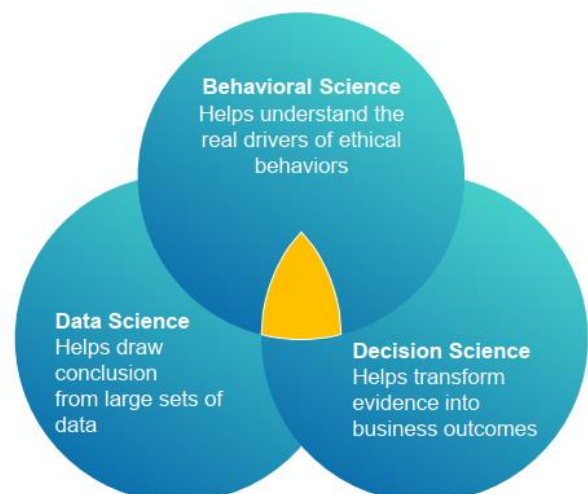 Behavioral Science
Helps understand the
real drivers of ethical
behaviors
Data Science
Helps draw
conclusion
from large sets of
data
Decision Science
Helps transform
evidence into
business outcomes